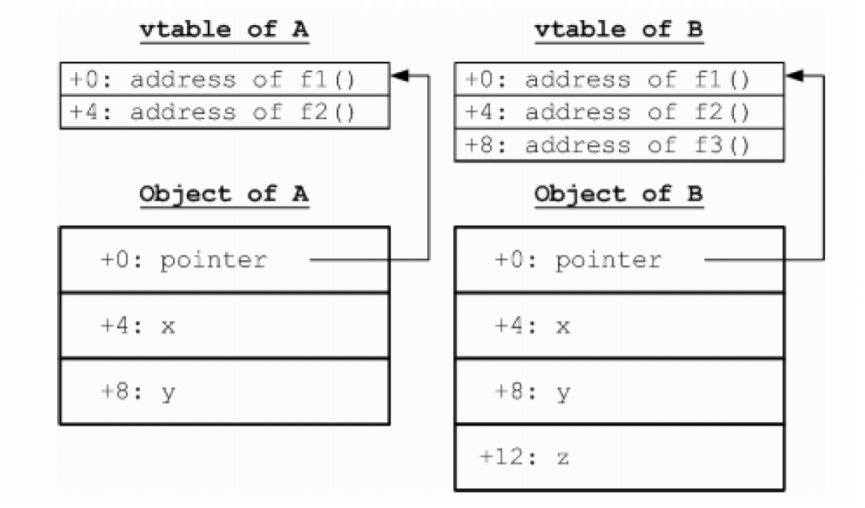 vtable of A
+0: address of f1()
+4: address of f2()
Object of A
+0: pointer
+4: x
+8: y
vtable of B
+0: address of f1()
+4: address of f2()
+8: address of f3()
Object of B
+0: pointer
+4: x
+8: y
+12: z